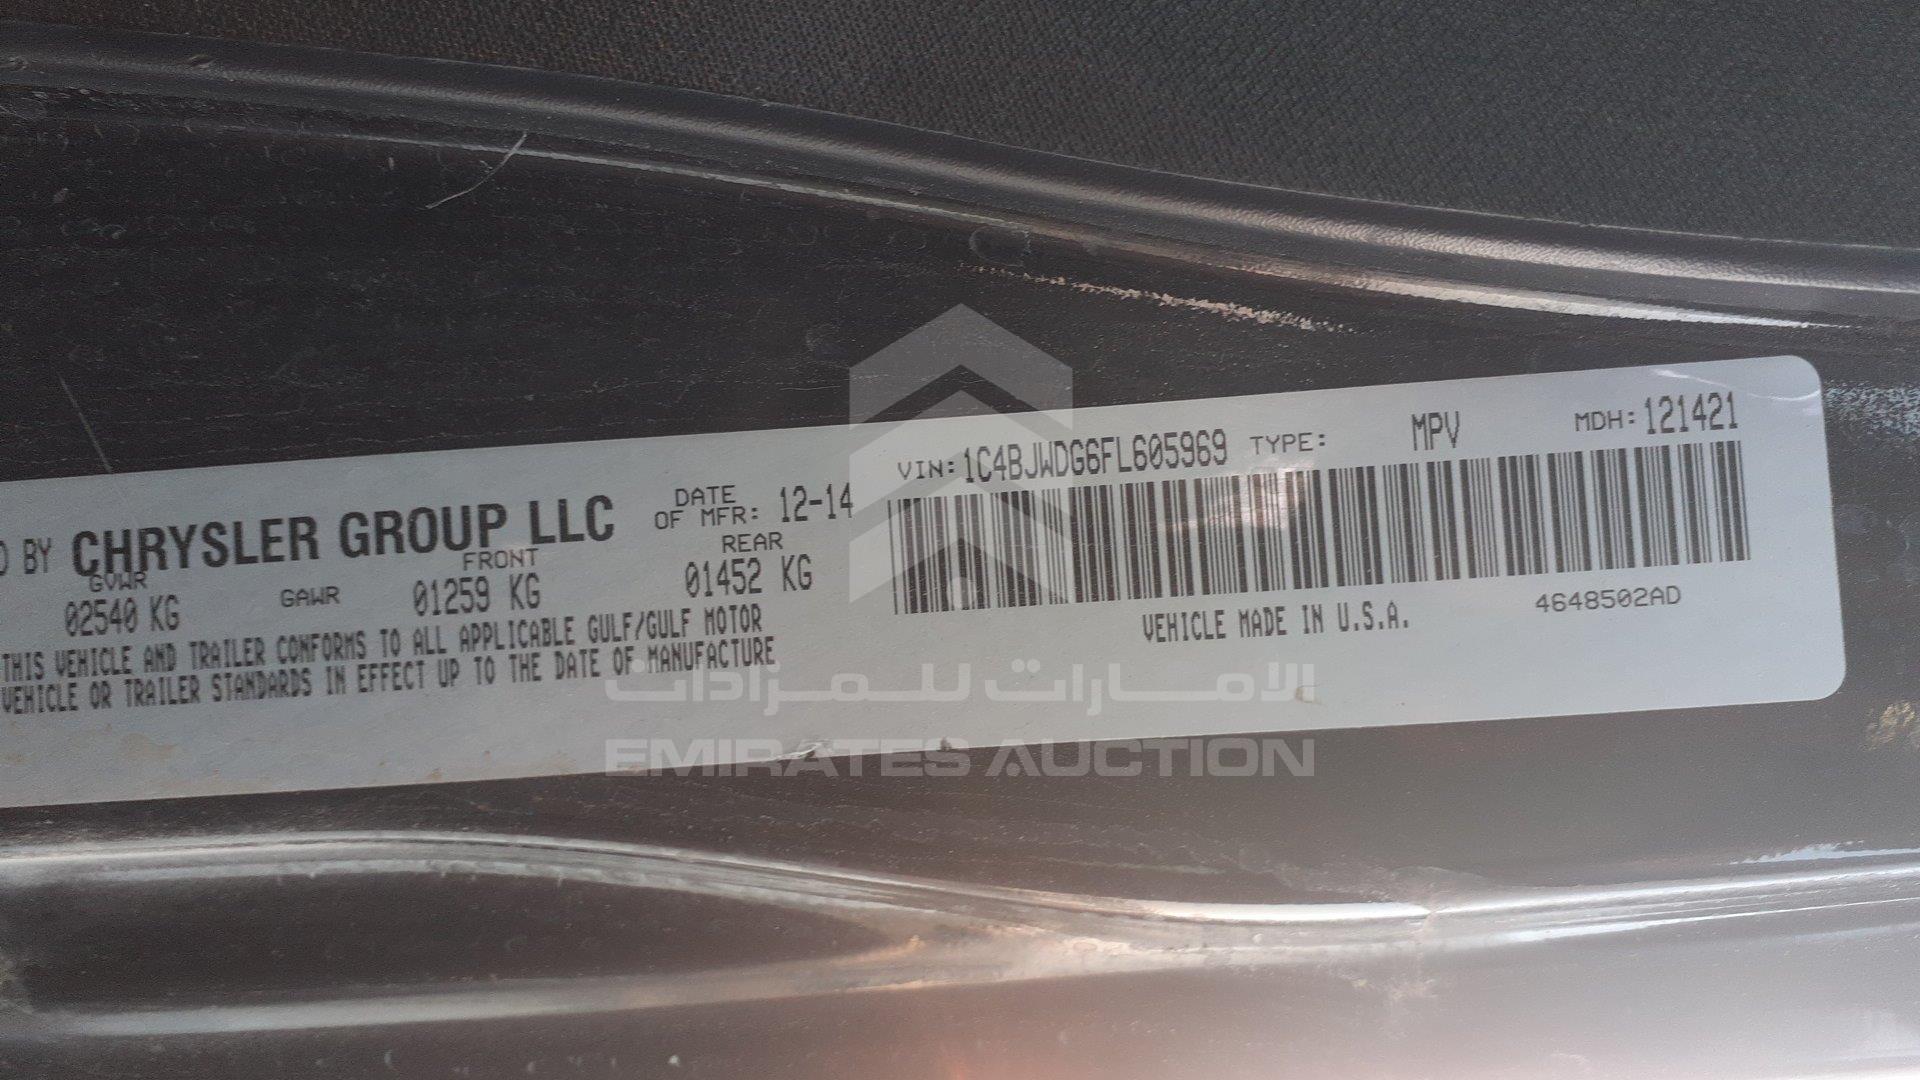 D BY CHRYSLER GROUP LLC DATE OF MFR: 12-14 VIN: 1C4BJWDG6FL605969 TYPE: MPV MDH: 121421
GVWR 02540 KG GAWR FRONT 01259 KG REAR 01452 KG
THIS VEHICLE AND TRAILER CONFORMS TO ALL APPLICABLE GULF/GULF MOTOR
VEHICLE OR TRAILER STANDARDS IN EFFECT UP TO THE DATE OF MANUFACTURE
VEHICLE MADE IN U.S.A. 4648502AD
الامارات للمزادات
EMIRATES AUCTION